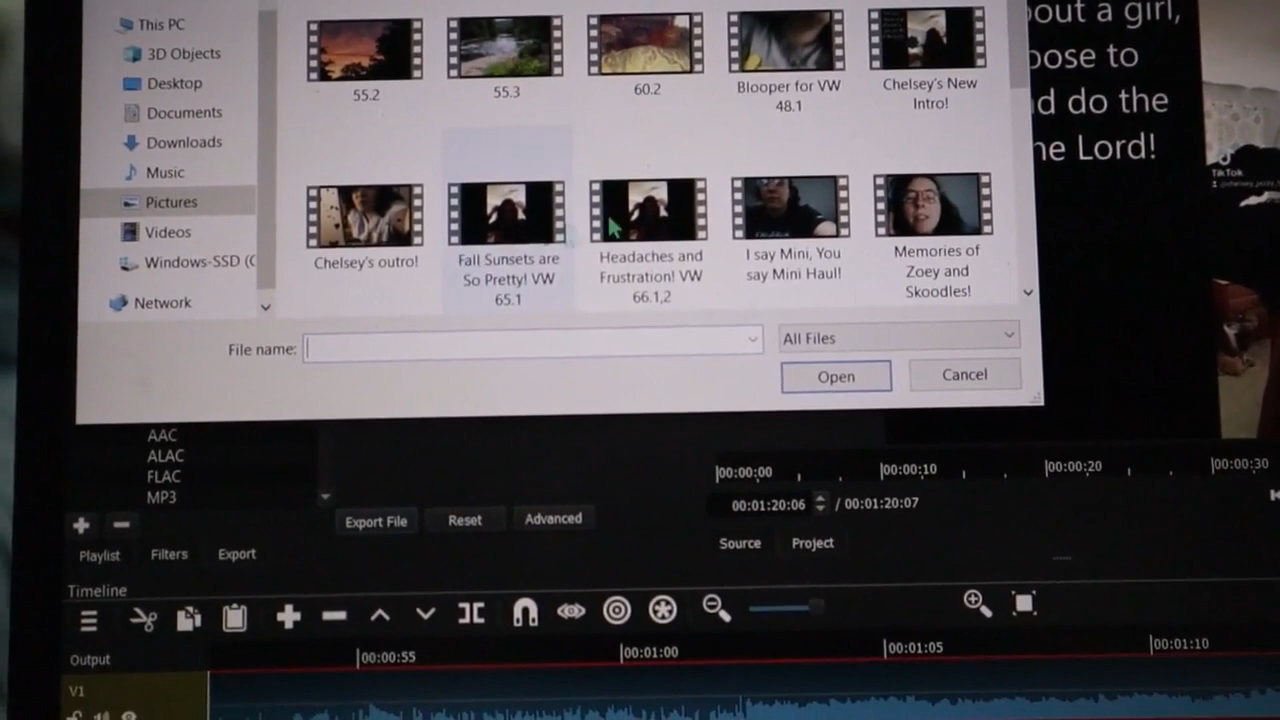 This PC
3D Objects
Desktop
Documents
Downloads
Music
Pictures
Videos
Windows-SSD (C
Network
55.2
55.3
60.2
Blooper for VW
48.1
Chelsey's New
Intro!
Chelsey's outro!
Fall Sunsets are
So Pretty! VW
65.1
Headaches and
Frustration! VW
66.1,2
I say Mini, You
say Mini Haul!
Memories of
Zoey and
Skoodles!
File name:
All Files
Open
Cancel
out a girl,
pose to
d do the
he Lord!
TikTok
AAC
ALAC
FLAC
MP3
Export File
Reset
Advanced
Playlist
Filters
Export
00:00:00
00:00:10
00:00:20
00:00:30
00:01:20:06
/ 00:01:20:07
Source
Project
Timeline
Output
00:00:55
00:01:00
00:01:05
00:01:10
V1